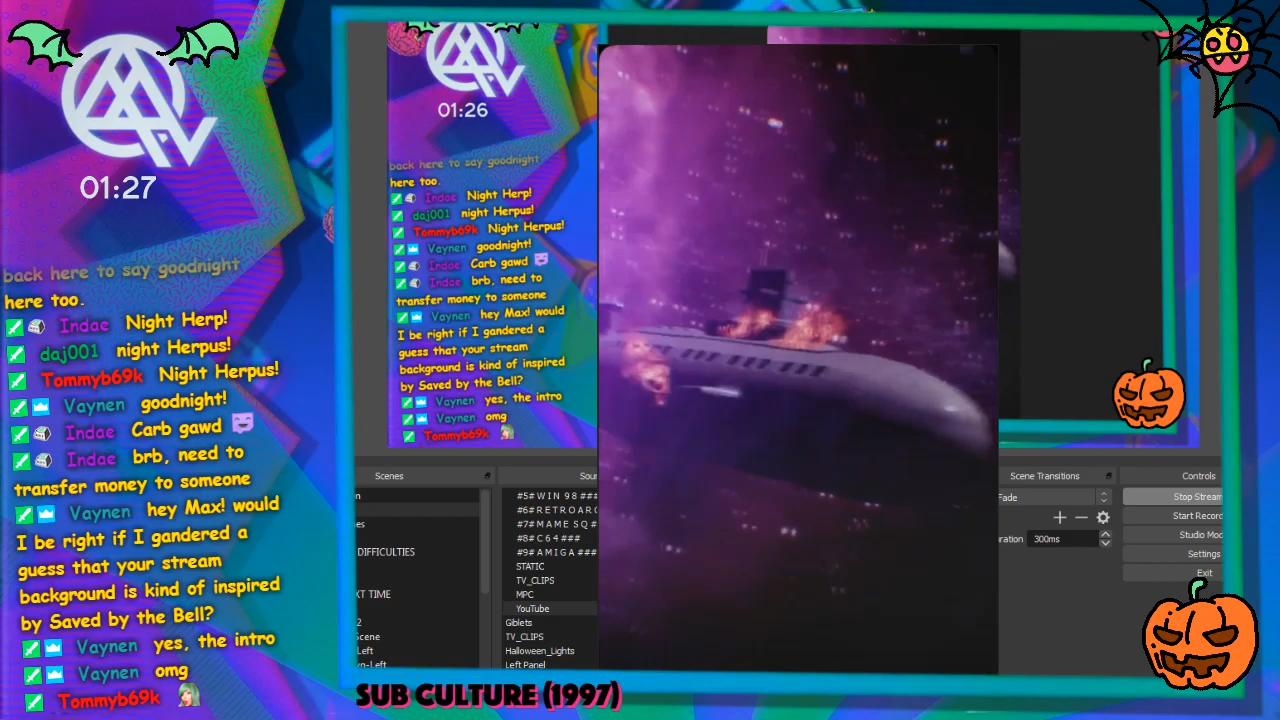 01:27
back here to say goodnight
here too.
Indae Night Herp!
daj001 night Herpus!
Tommyb69k Night Herpus!
Vaynen goodnight!
Indae Carb gawd
Indae brb, need to
transfer money to someone
Vaynen hey Max! would
I be right if I gandered a
guess that your stream
background is kind of inspired
by Saved by the Bell?
Vaynen yes, the intro
Vaynen omg
Tommyb69k
01:26
back here to say goodnight
here too.
Indae Night Herp!
daj001 night Herpus!
Tommyb69k Night Herpus!
Vaynen goodnight!
Indae Carb gawd
Indae brb, need to
transfer money to someone
Vaynen hey Max! would
I be right if I gandered a
guess that your stream
background is kind of inspired
by Saved by the Bell?
Vaynen yes, the intro
Vaynen omg
Tommyb69k
Scenes
DIFFICULTIES
XT TIME
Scene
Left
wn-Left
Sour
#5# WIN 98 ###
#6# RETROARC
#7# MAME SQ #
#8# C64 ###
#9# AMIGA ###
STATIC
TV_CLIPS
MPC
YouTube
Giblets
TV_CLIPS
Halloween_Lights
Left Panel
Scene Transitions
Fade
ration 300ms
Controls
Stop Stream
Start Record
Studio Mod
Settings
Exit
SUB CULTURE (1997)